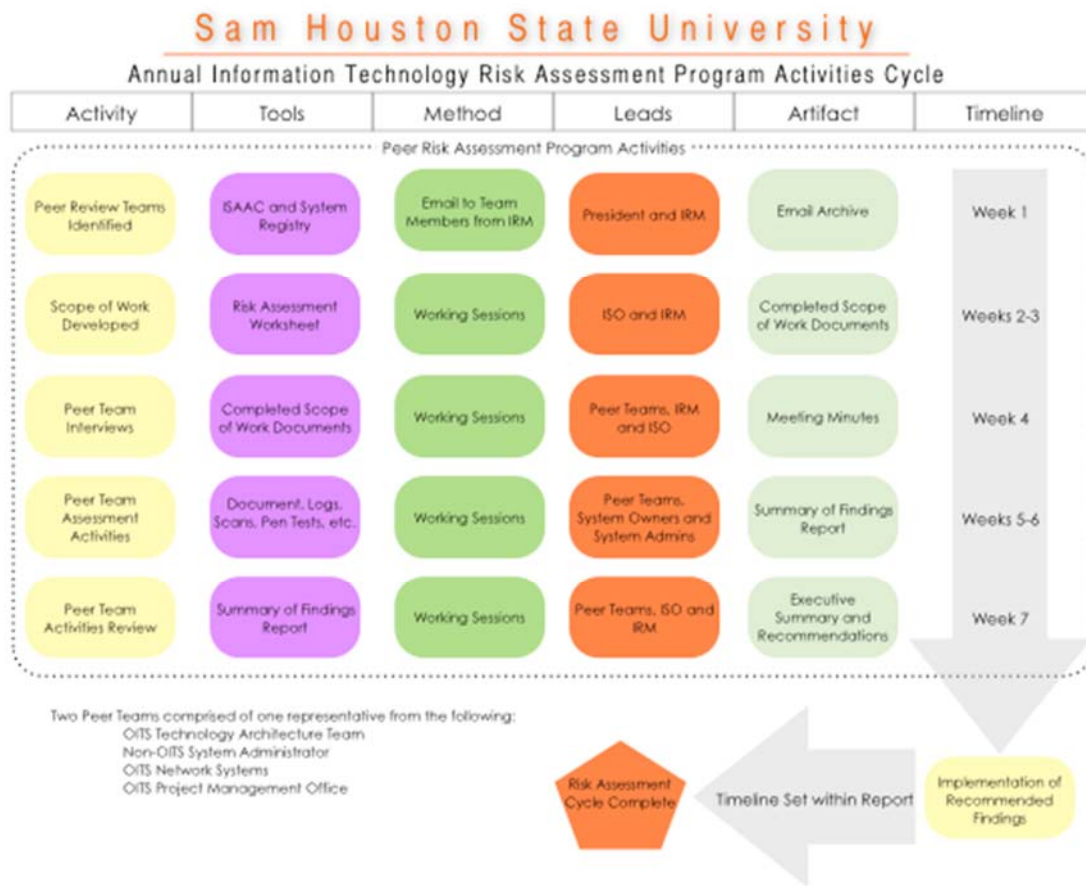 Sam Houston State University
Annual Information Technology Risk Assessment Program Activities Cycle
Activity Tools Method Leads Artifact Timeline
Peer Risk Assessment Program Activities
Peer Review Teams
Identified
ISAAC and System
Registry
Email to Team
Members from IRM
President and IRM
Email Archive
Week 1
Scope of Work
Developed
Risk Assessment
Worksheet
Working Sessions
ISO and IRM
Completed Scope
of Work Documents
Weeks 2-3
Peer Team
Interviews
Completed Scope
of Work Documents
Working Sessions
Peer Teams, IRM
and ISO
Meeting Minutes
Week 4
Peer Team
Assessment
Activities
Document, Logs,
Scans, Pen Tests, etc.
Working Sessions
Peer Teams,
System Owners and
System Admins
Summary of Findings
Report
Weeks 5-6
Peer Team
Activities Review
Summary of Findings
Report
Working Sessions
Peer Teams, ISO and
IRM
Executive
Summary and
Recommendations
Week 7
Two Peer Teams comprised of one representative from the following:
OITS Technology Architecture Team
Non-OITS System Administrator
OITS Network Systems
OITS Project Management Office
Risk Assessment
Cycle Complete
Timeline Set within Report
Implementation of
Recommended
Findings